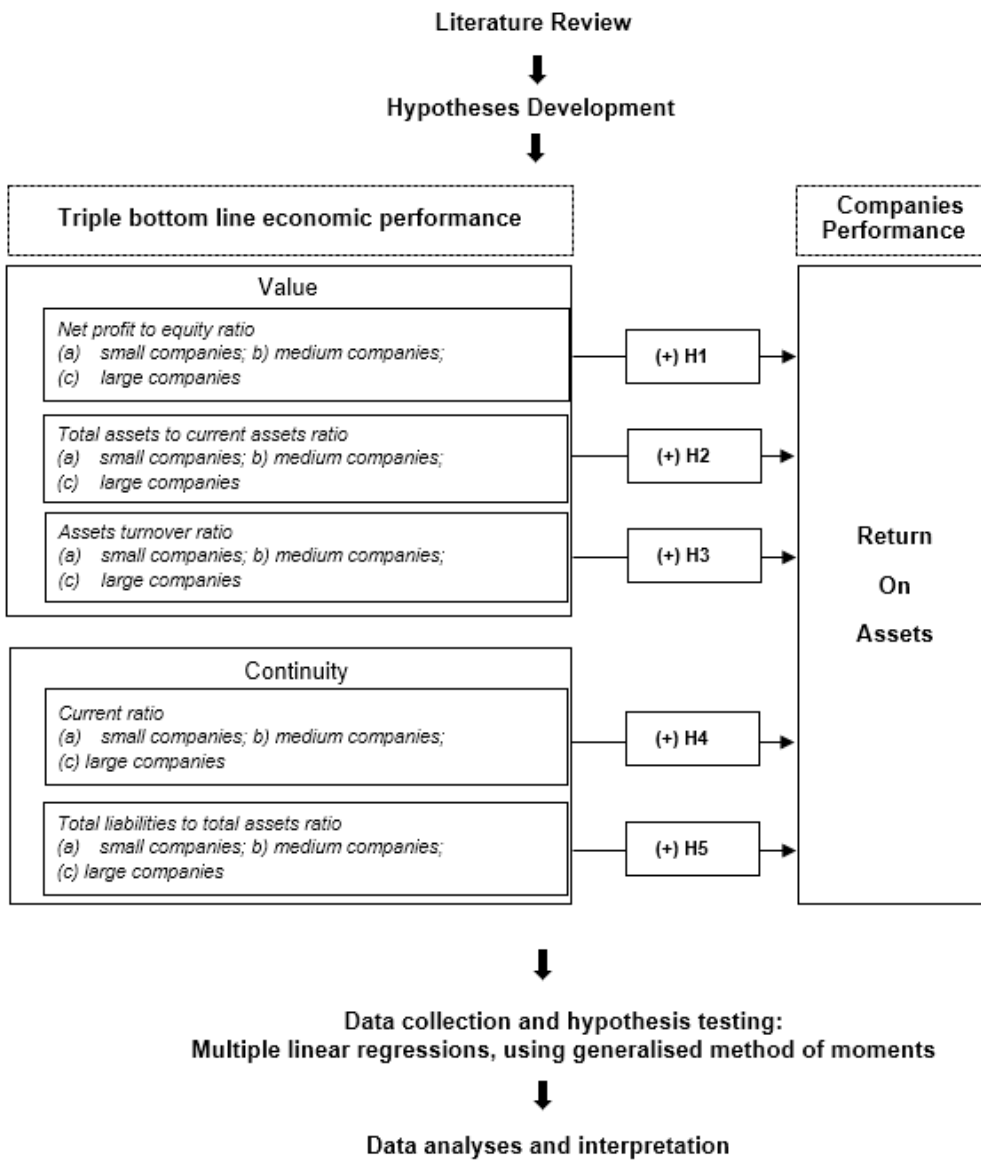 Literature Review
Hypotheses Development
Triple bottom line economic performance
Companies
Performance
Value
Net profit to equity ratio
(a) small companies; b) medium companies;
(c) large companies
(+) H1
Total assets to current assets ratio
(a) small companies; b) medium companies;
(c) large companies
(+) H2
Assets turnover ratio
(a) small companies; b) medium companies;
(c) large companies
(+) H3
Return
On
Assets
Continuity
Current ratio
(a) small companies; b) medium companies;
(c) large companies
(+) H4
Total liabilities to total assets ratio
(a) small companies; b) medium companies;
(c) large companies
(+) H5
Data collection and hypothesis testing:
Multiple linear regressions, using generalised method of moments
Data analyses and interpretation